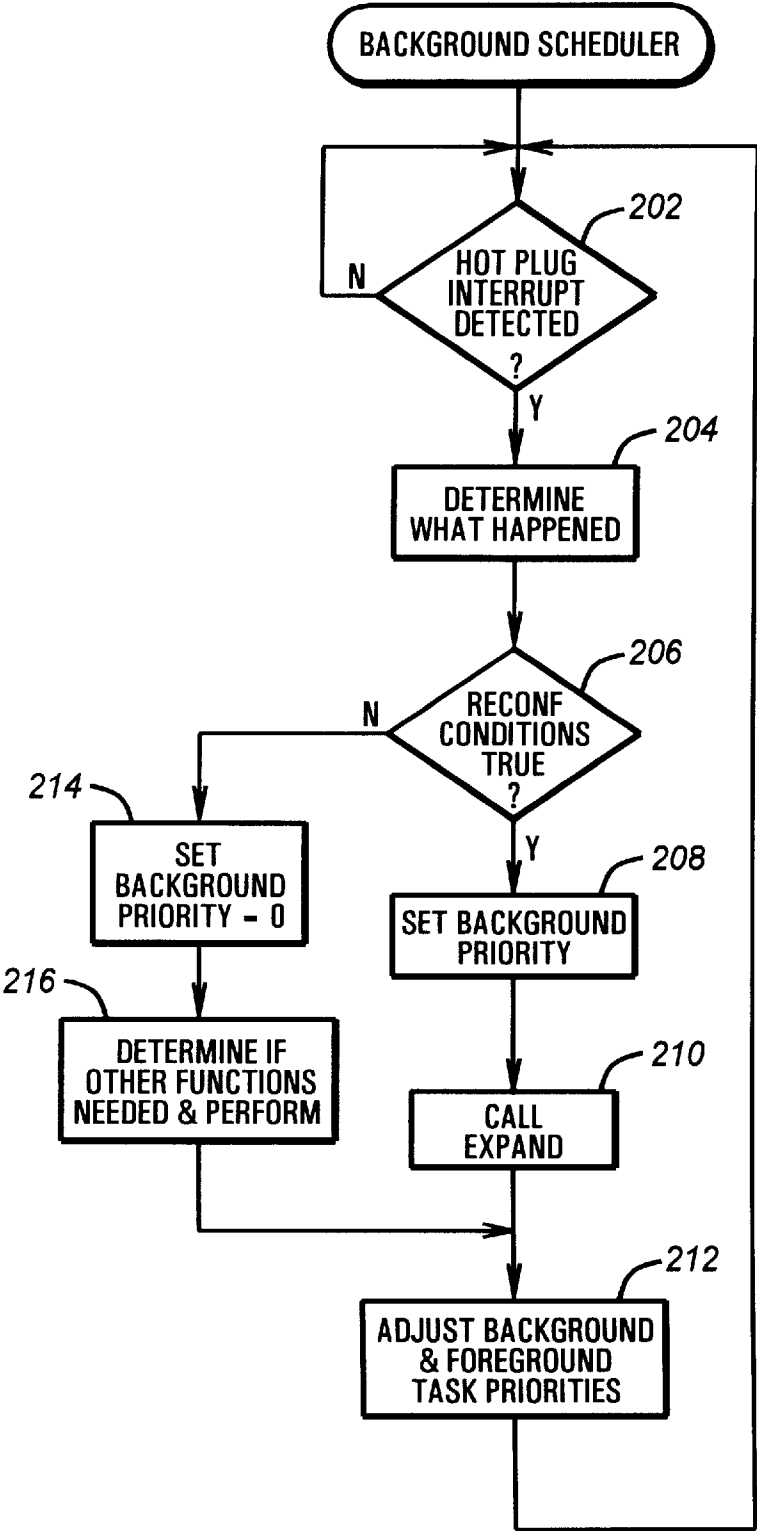 BACKGROUND SCHEDULER
202
HOT PLUG
INTERRUPT
DETECTED
?
N
Y
204
DETERMINE
WHAT HAPPENED
206
RECONF
CONDITIONS
TRUE
?
N
Y
214
SET
BACKGROUND
PRIORITY - 0
208
SET BACKGROUND
PRIORITY
216
DETERMINE IF
OTHER FUNCTIONS
NEEDED & PERFORM
210
CALL
EXPAND
212
ADJUST BACKGROUND
& FOREGROUND
TASK PRIORITIES